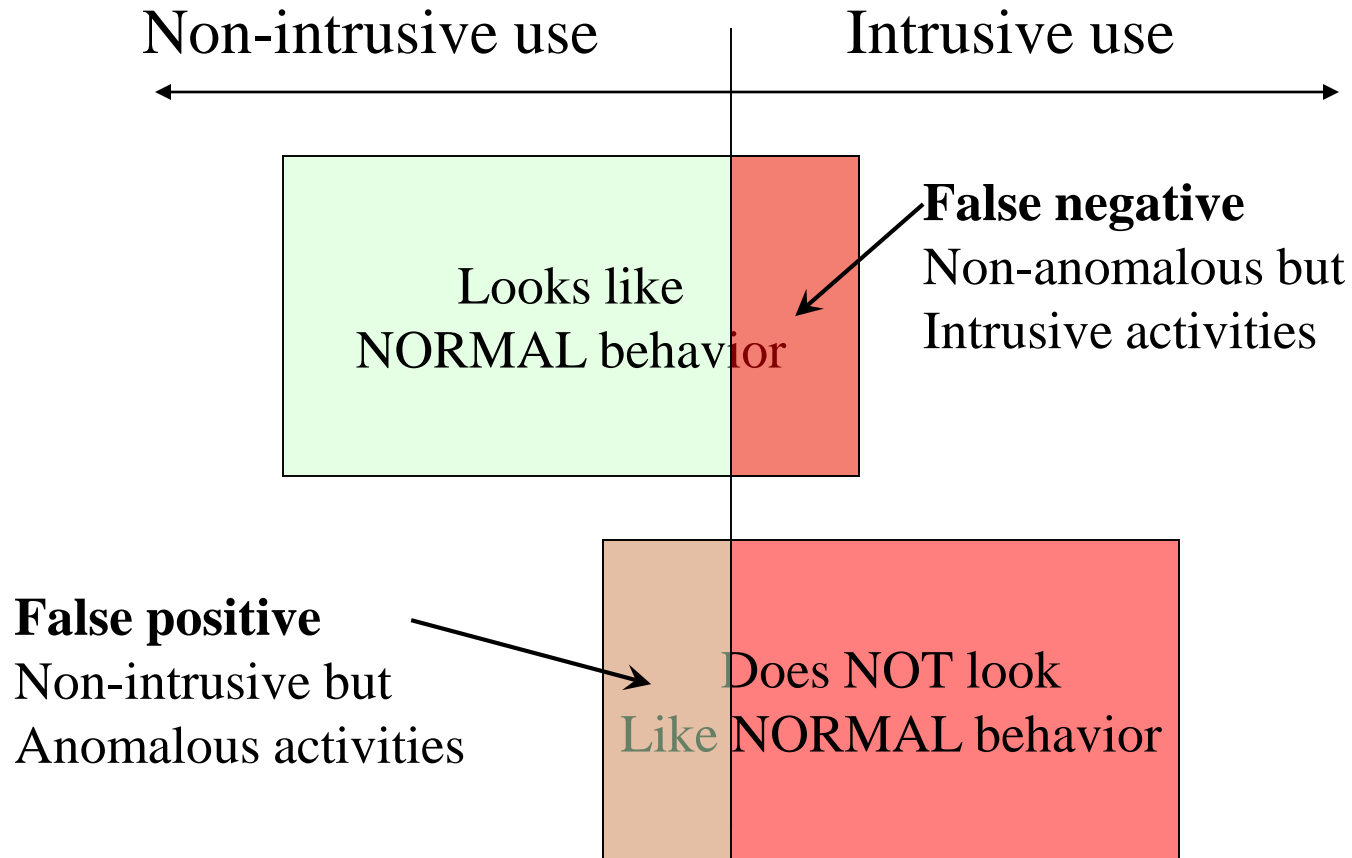 Non-intrusive use
Intrusive use
False negative
Non-anomalous but
Intrusive activities
Looks like
NORMAL behavior
False positive
Non-intrusive but
Anomalous activities
Does NOT look
Like NORMAL behavior